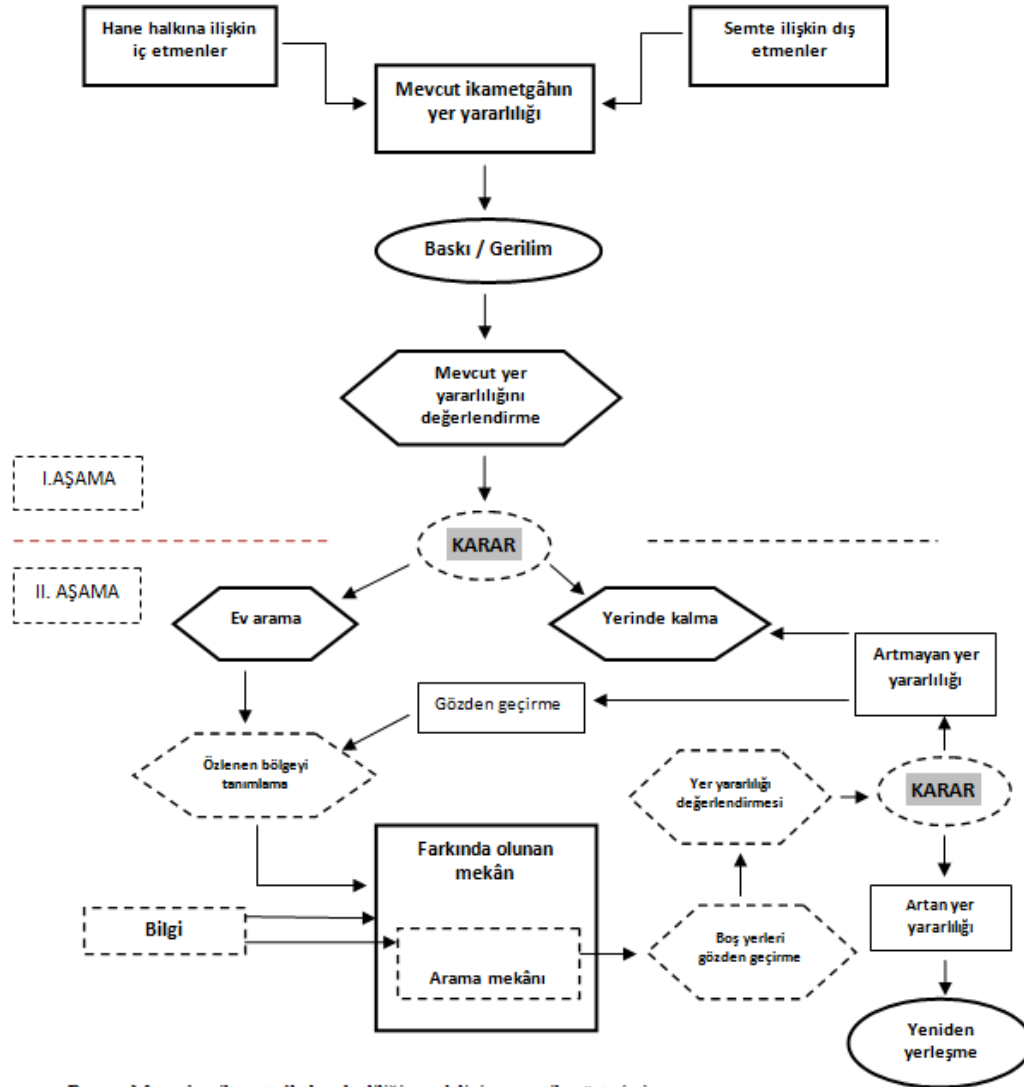 Hane halkına ilişkin
iç etmenler
Semte ilişkin dış
etmenler
Mevcut ikametgâhın
yer yararlılığı
Baskı / Gerilim
Mevcut yer
yararlılığını
değerlendirme
I.AŞAMA
KARAR
II. AŞAMA
Ev arama
Yerinde kalma
Artmayan yer
yararlılığı
Gözden geçirme
Özlenen bölgeyi
tanımlama
Yer yararlılığı
değerlendirmesi
KARAR
Farkında olunan
mekân
Bilgi
Arama mekânı
Boş yerleri
gözden geçirme
Artan yer
yararlılığı
Yeniden
yerleşme